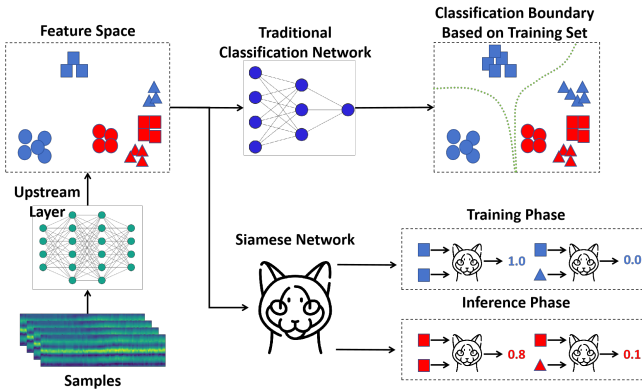 Feature Space
Traditional
Classification Network
Classification Boundary
Based on Training Set
Upstream
Layer
Siamese Network
Training Phase
1.0
0.0
Inference Phase
0.8
0.1
Samples